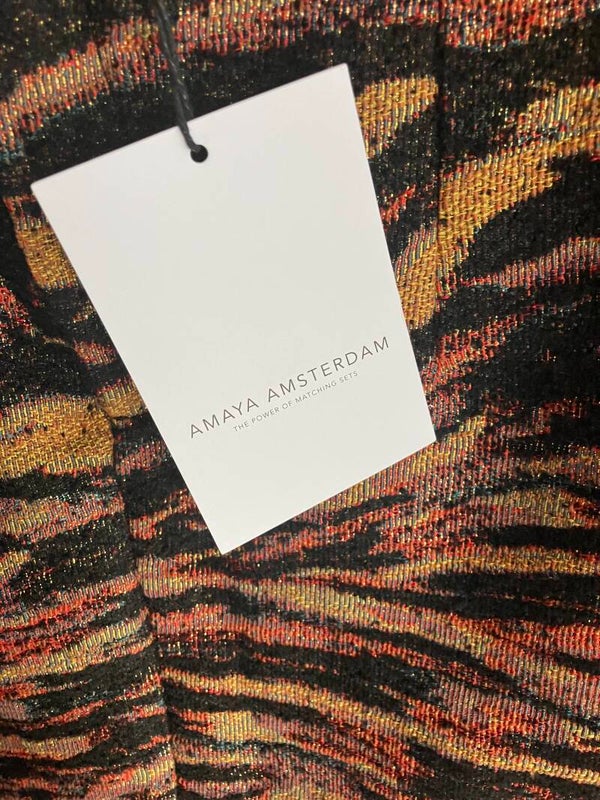 AMAYA AMSTERDAM
THE POWER OF MATCHING SETS